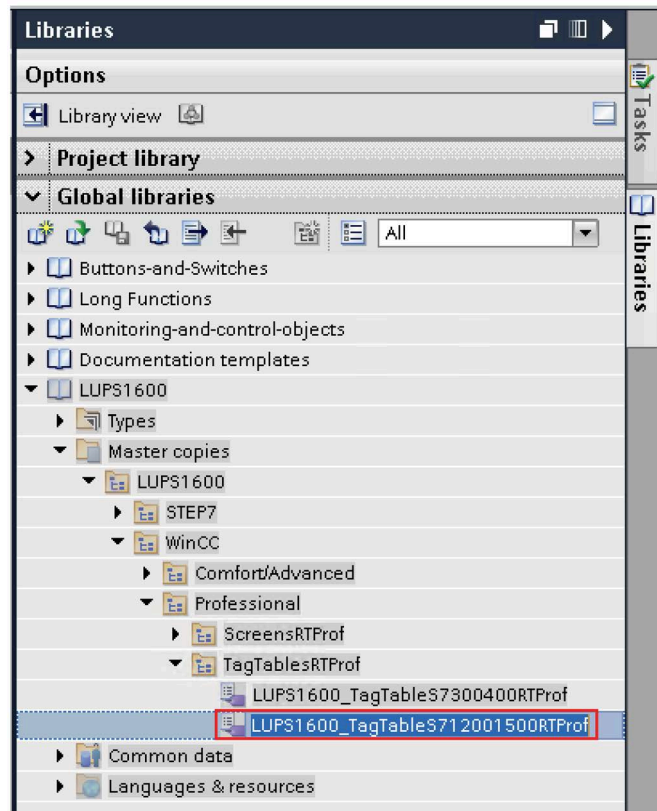 Libraries
Options
Library view
Project library
Global libraries
All
Buttons-and-Switches
Long Functions
Monitoring-and-control-objects
Documentation templates
LUPS1600
Types
Master copies
LUPS1600
STEP7
WinCC
Comfort/Advanced
Professional
ScreensRTProf
TagTablesRTProf
LUPS1600_TagTableS7300400RTProf
LUPS1600_TagTableS712001500RTProf
Common data
Languages & resources
Tasks
Libraries